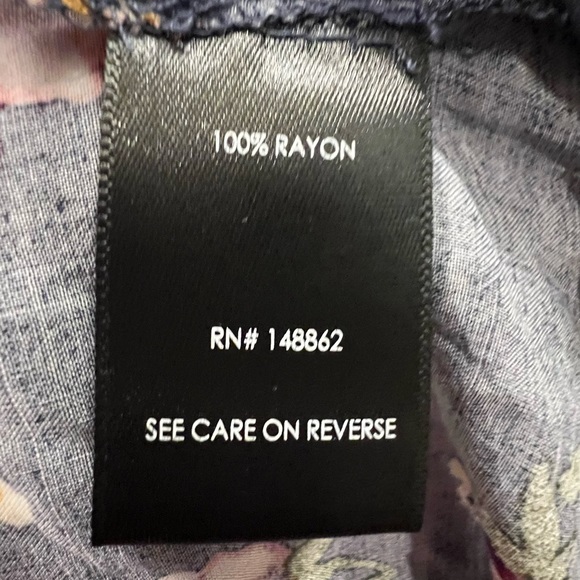 100% RAYON
RN# 148862
SEE CARE ON REVERSE